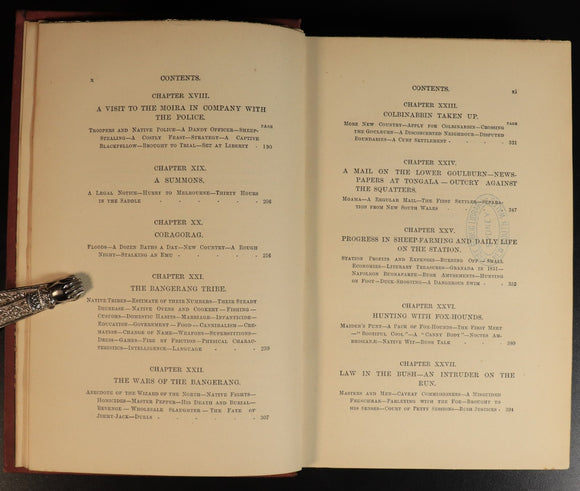 x CONTENTS.
CHAPTER XVIII.
A VISIT TO THE MOIRA IN COMPANY WITH
THE POLICE.
PAGE
Troopers and Native Police—A Dandy Officer—Sheep-
Stealing—A Costly Feast—Strategy—A Captive
Blackfellow—Brought to Trial—Set at Liberty . 190
CHAPTER XIX.
A SUMMONS.
A Legal Notice—Hurry to Melbourne—Thirty Hours
in the Saddle . . . . . .
CHAPTER XX.
CORAGORAG.
Floods—A Dozen Baths a Day—New Country—A Rough
Night—Stalking an Emu . . . . .
CHAPTER XXI.
THE BANGERANG TRIBE.
Native Tribes—Estimate of their Numbers—Their Steady
Decrease—Native Ovens and Cookery—Fishing—
Customs—Domestic Habits—Marriage—Infanticide—
Education—Government—Food—Cannibalism—Cre-
mation—Change of Name—Weapons—Superstitions—
Dress—Games—Fire by Friction—Physical Charac-
teristics—Intelligence—Language . . . .
CHAPTER XXII.
THE WARS OF THE BANGERANG.
Anecdote of the Wizard of the North—Native Fights—
Homicides—Master Pepper—His Death and Burial—
Revenge—Wholesale Slaughter—The Fate of
Jimmy-Jack—Duels . . . . . . 307
CONTENTS. xi
CHAPTER XXIII.
COLBINABBIN TAKEN UP.
PAGE
More New Country—Apply for Colbinabbin—Crossing
the Goulburn—A Discontented Neighbour—Disputed
Boundaries—A Curt Settlement . . . . 331
CHAPTER XXIV.
A MAIL ON THE LOWER GOULBURN—NEWS-
PAPERS AT TONGALA—OUTCRY AGAINST
THE SQUATTERS.
Moama—A Regular Mail—The First Settler—Separa-
tion from New South Wales . . . . 347
CHAPTER XXV.
PROGRESS IN SHEEP-FARMING AND DAILY LIFE
ON THE STATION.
Station Profits and Expenses—Burning Off—Small
Economies—Literary Treasures—Granada in 1851—
Napoleon Buonaparte—Bush Amusements—Hunting
on Foot—Duck-Shooting—A Dangerous Swim .
CHAPTER XXVI.
HUNTING WITH FOX-HOUNDS.
Maiden's Punt—A Pack of Fox-Hounds—The First Meet
—"Bountiful Cool"—A "Canny Body"—Noctes Am-
brosianæ—Native Wit—Bush Talk . . . 380
CHAPTER XXVII.
LAW IN THE BUSH—AN INTRUDER ON THE
RUN.
Masters and Men—Caveat Commissioners—A Misguided
Frenchman—Parleying with the Foe—Brought to
his Senses—Court of Petty Sessions—Bush Justices . 394